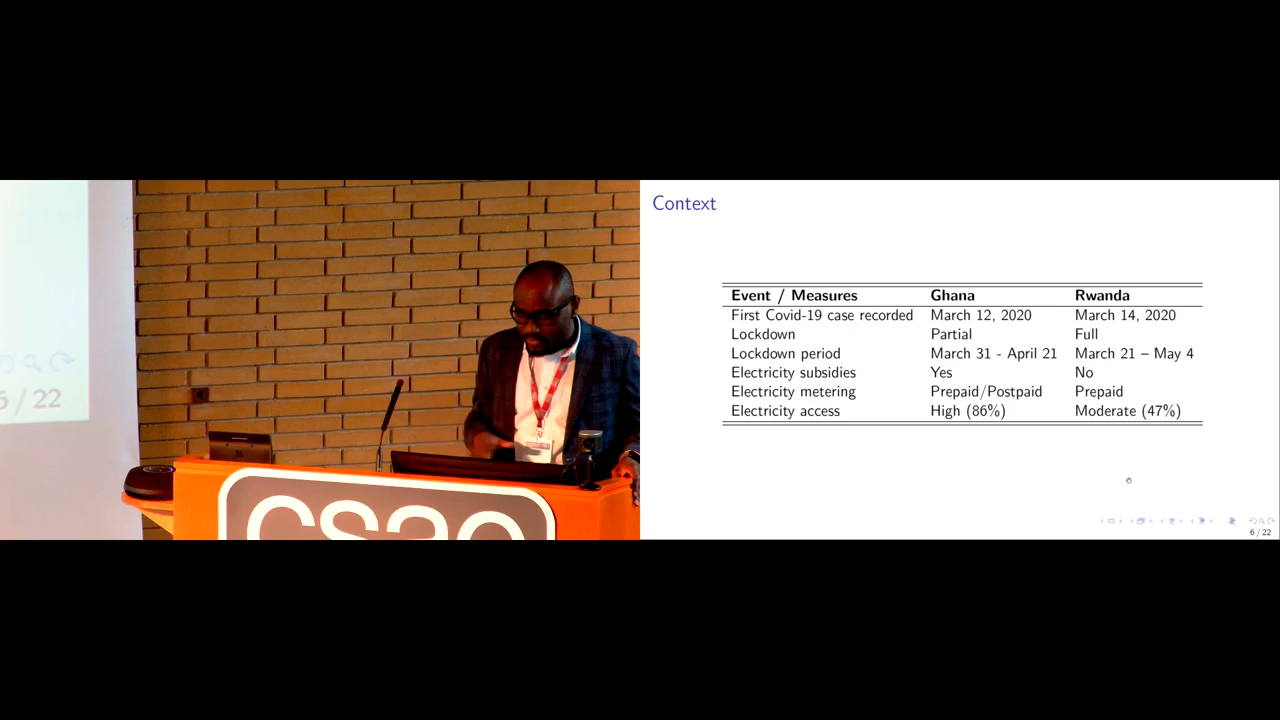 5 / 22
csae
Context
Event / Measures Ghana Rwanda
First Covid-19 case recorded March 12, 2020 March 14, 2020
Lockdown Partial Full
Lockdown period March 31 - April 21 March 21 – May 4
Electricity subsidies Yes No
Electricity metering Prepaid/Postpaid Prepaid
Electricity access High (86%) Moderate (47%)
6 / 22